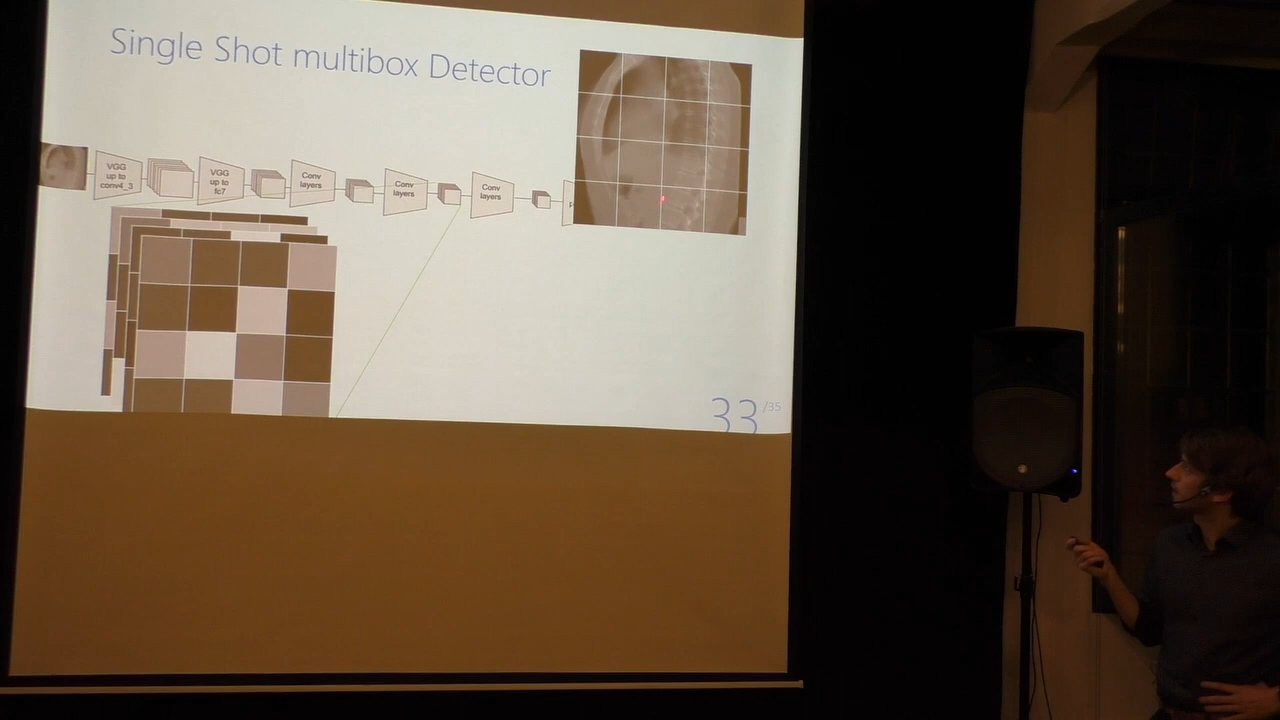 Single Shot multibox Detector
VGG
up to
conv4_3
VGG
up to
fc7
Conv
layers
Conv
layers
Conv
layers
33/35